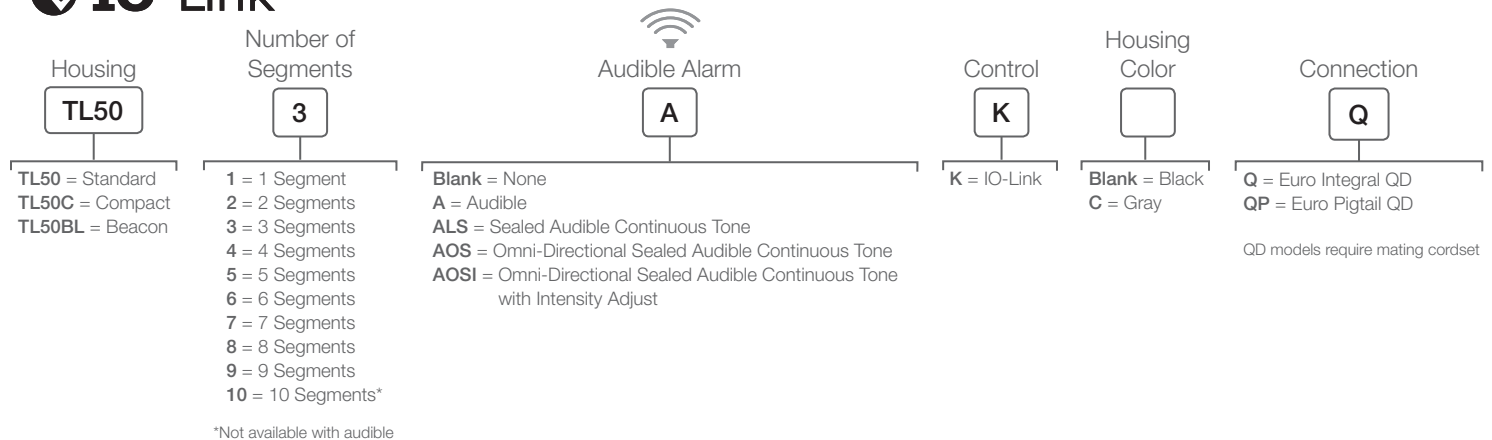 IO-Link
Housing
TL50
TL50 = Standard
TL50C = Compact
TL50BL = Beacon
Number of
Segments
3
1 = 1 Segment
2 = 2 Segments
3 = 3 Segments
4 = 4 Segments
5 = 5 Segments
6 = 6 Segments
7 = 7 Segments
8 = 8 Segments
9 = 9 Segments
10 = 10 Segments*
*Not available with audible
Audible Alarm
A
Blank = None
A = Audible
ALS = Sealed Audible Continuous Tone
AOS = Omni-Directional Sealed Audible Continuous Tone
AOSI = Omni-Directional Sealed Audible Continuous Tone
with Intensity Adjust
Control
K
K = IO-Link
Housing
Color
Blank = Black
C = Gray
Connection
Q
Q = Euro Integral QD
QP = Euro Pigtail QD
QD models require mating cordset